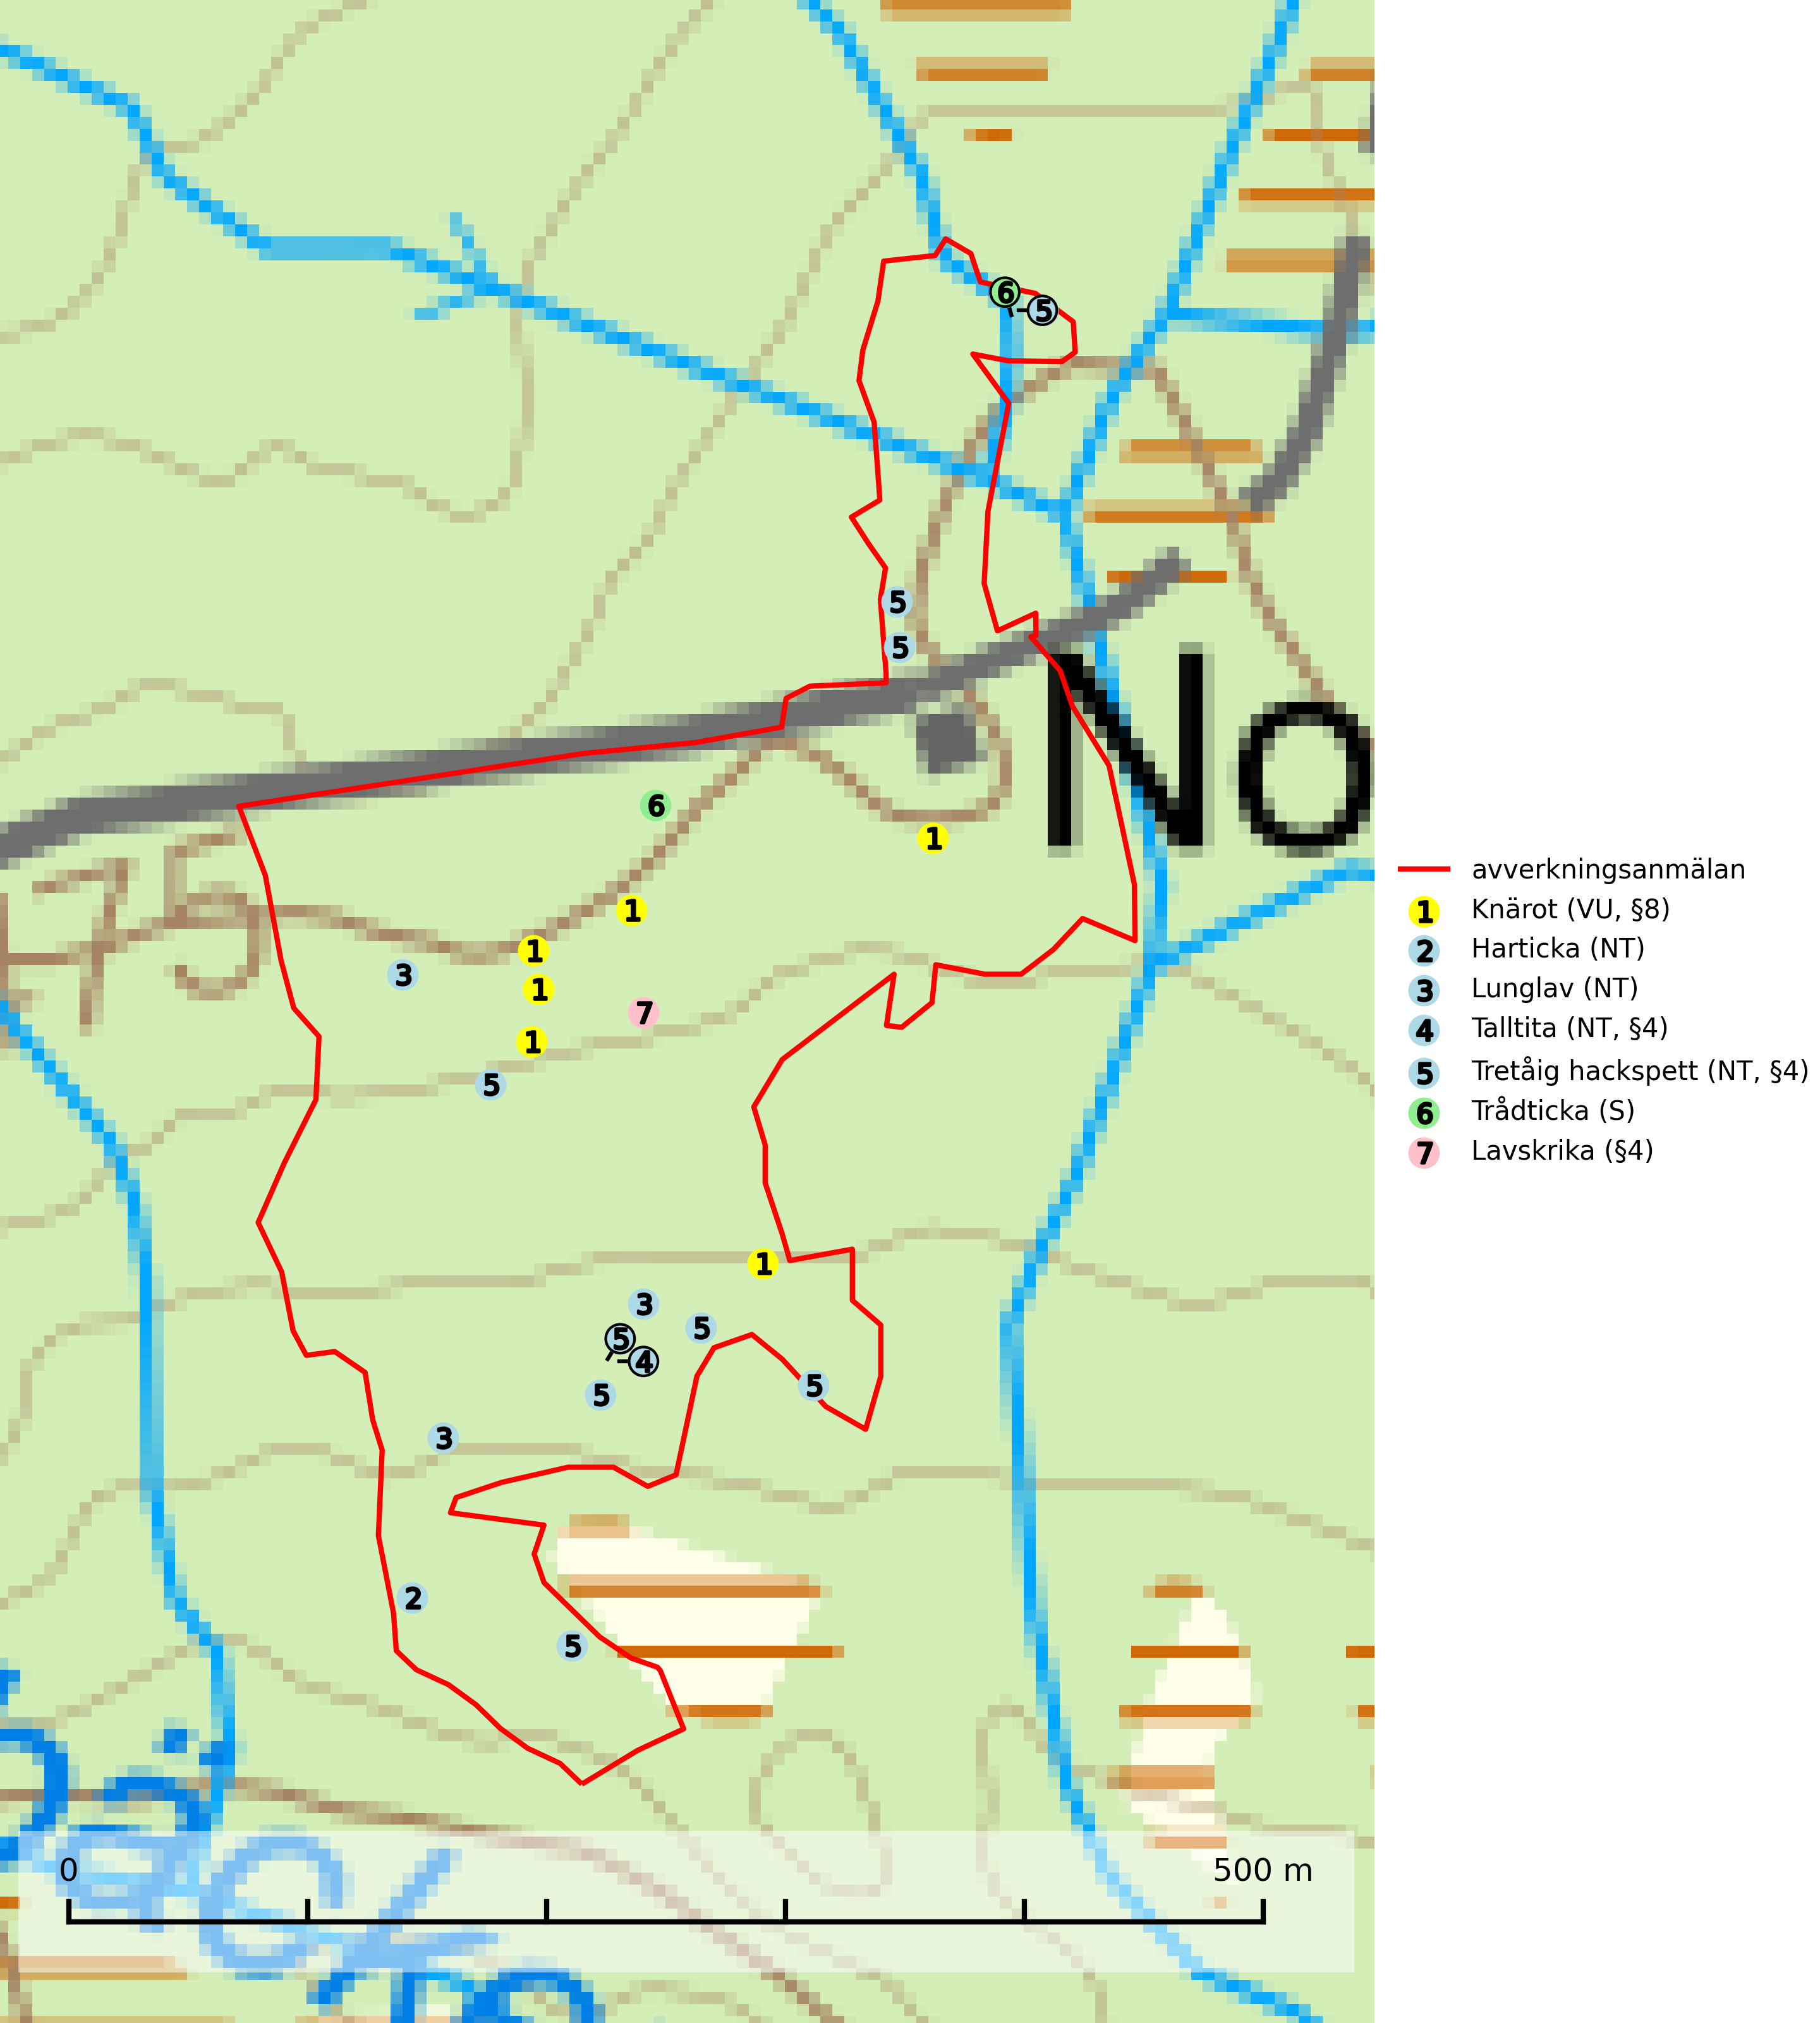 6
5
5
5
NO
6
1
75
1
1
3
1
7
1
5
1
3
5
5
4
5
5
3
2
5
0
500 m
avverkningsanmälan
1 Knärot (VU, §8)
2 Harticka (NT)
3 Lunglav (NT)
4 Talltita (NT, §4)
5 Tretåig hackspett (NT, §4)
6 Trådticka (S)
7 Lavskrika (§4)